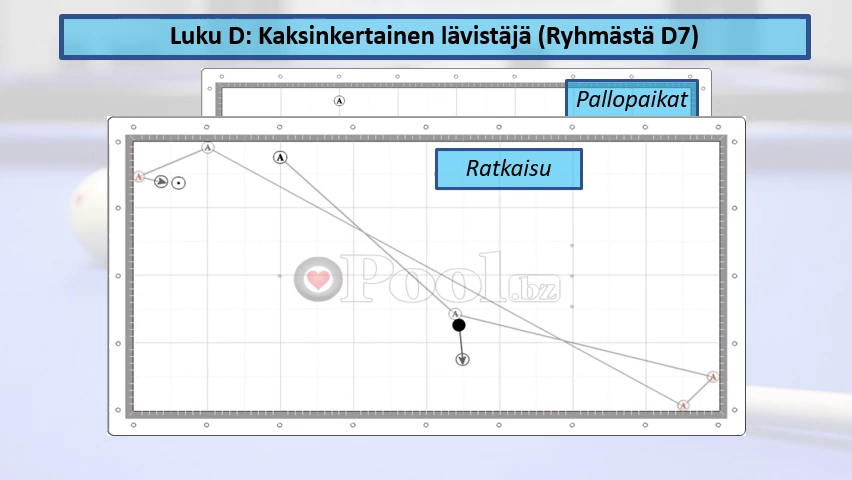 Luku D: Kaksinkertainen lävistäjä (Ryhmästä D7)
Pallopaikat
A
Ratkaisu
A
A
A
Pool.bz
A
A
A